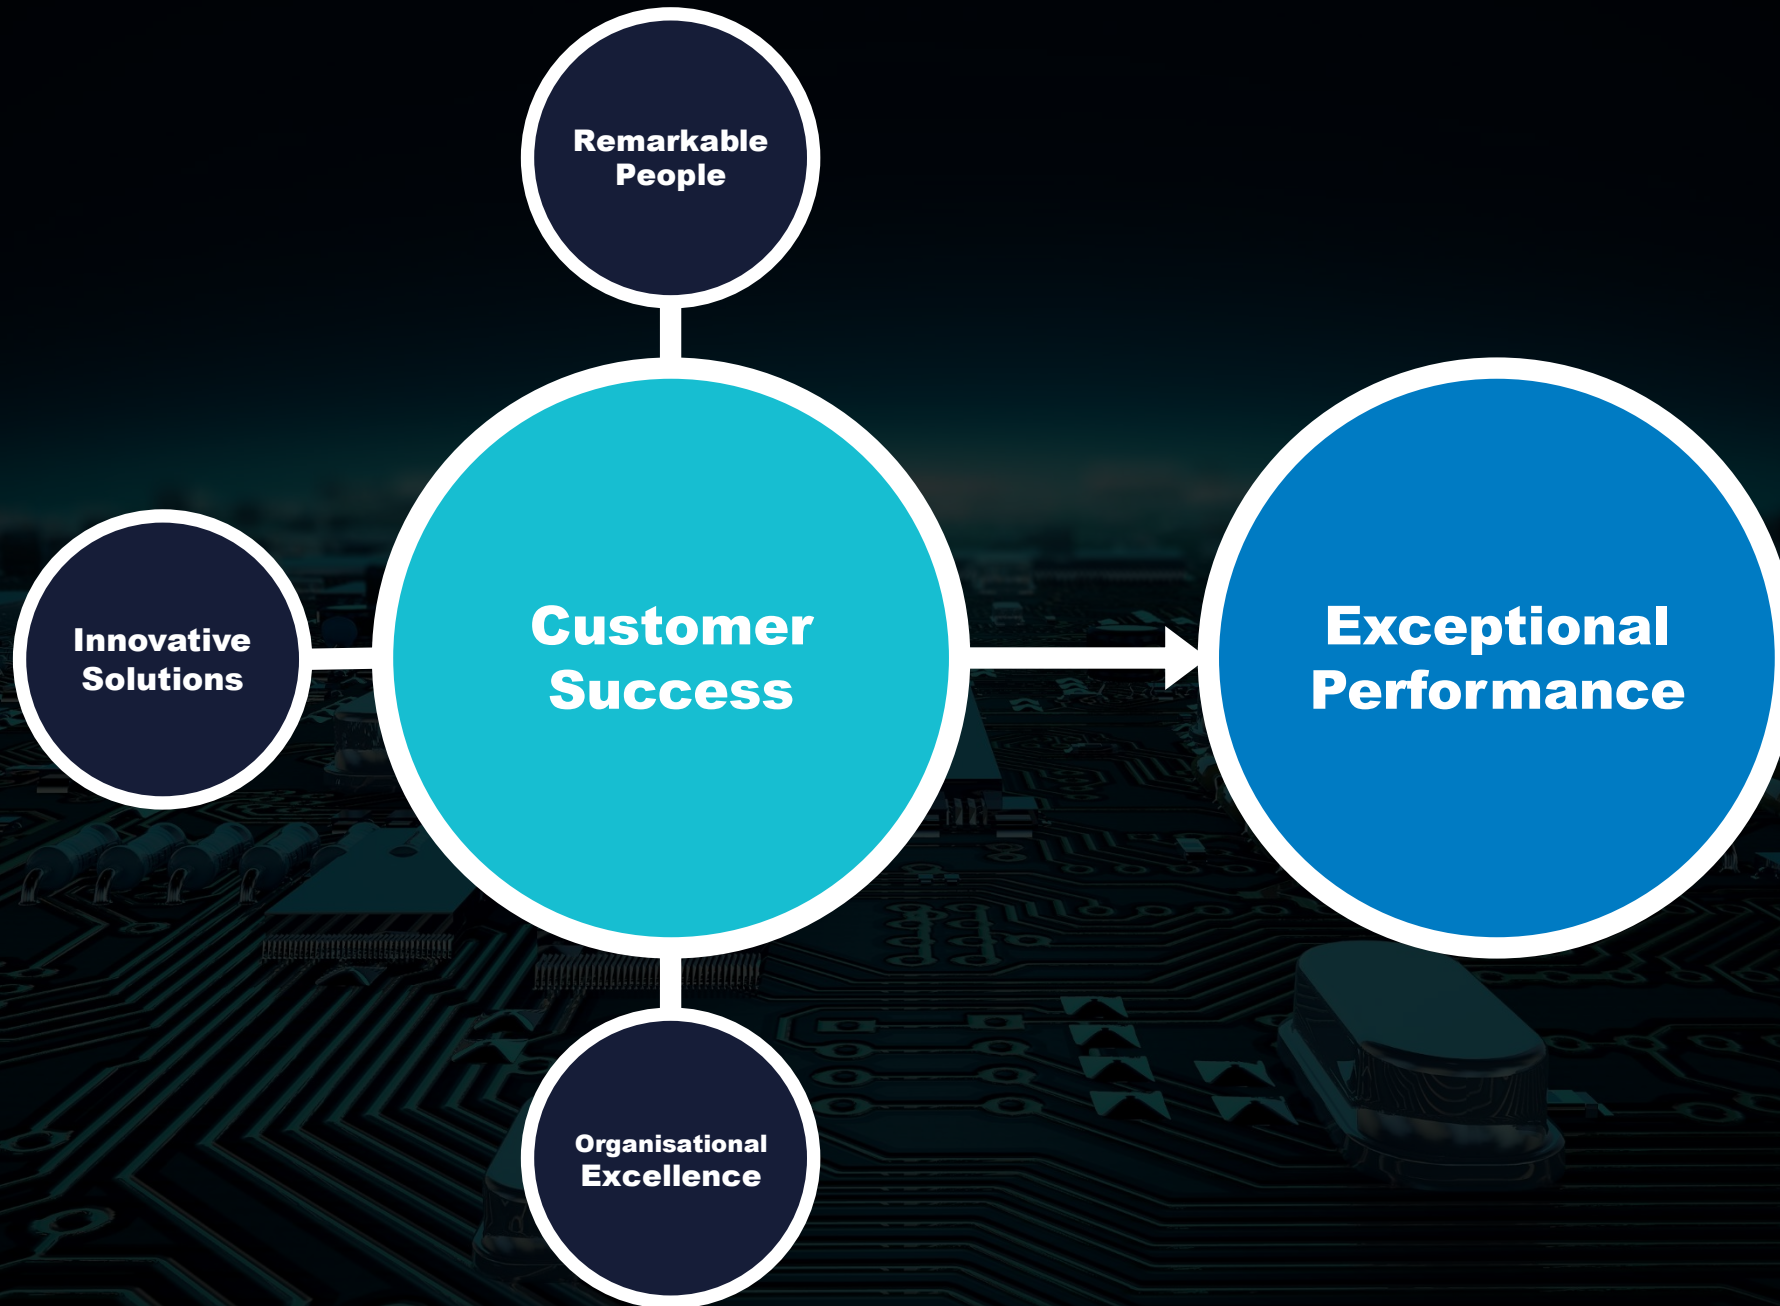 Remarkable
People
Innovative
Solutions
Customer
Success
Exceptional
Performance
Organisational
Excellence